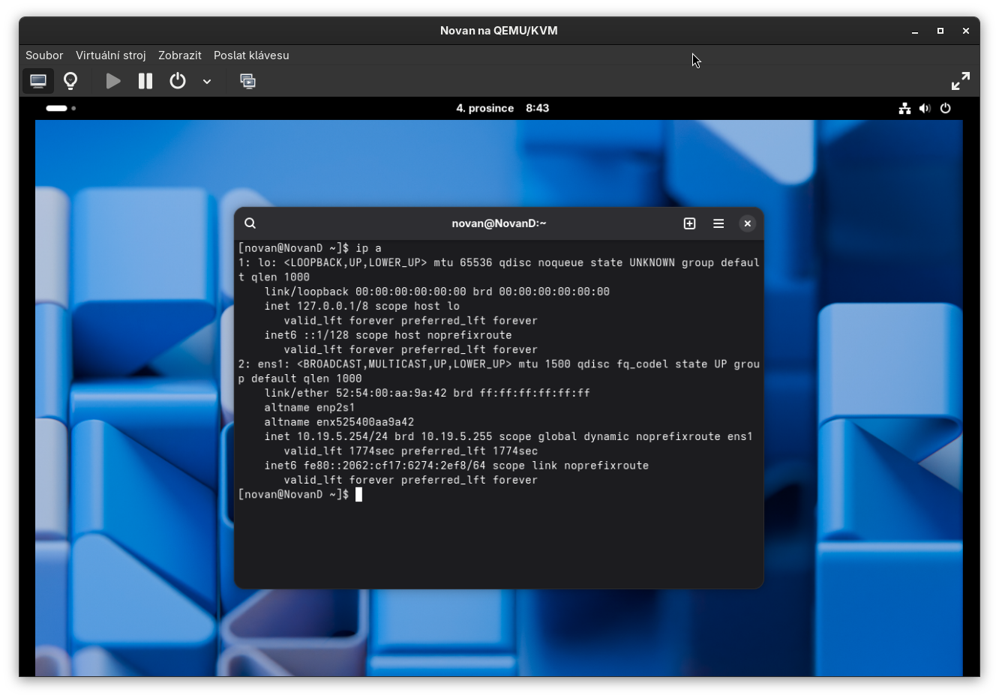 Novan na QEMU/KVM
Soubor Virtuální stroj Zobrazit Poslat klávesu
4. prosince 8:43
novan@NovanD:~
[novan@NovanD ~]$ ip a
1: lo: <LOOPBACK,UP,LOWER_UP> mtu 65536 qdisc noqueue state UNKNOWN group defaul
t qlen 1000
    link/loopback 00:00:00:00:00:00 brd 00:00:00:00:00:00
    inet 127.0.0.1/8 scope host lo
       valid_lft forever preferred_lft forever
    inet6 ::1/128 scope host noprefixroute
       valid_lft forever preferred_lft forever
2: ens1: <BROADCAST,MULTICAST,UP,LOWER_UP> mtu 1500 qdisc fq_codel state UP grou
p default qlen 1000
    link/ether 52:54:00:aa:9a:42 brd ff:ff:ff:ff:ff:ff
    altname enp2s1
    altname enx525400aa9a42
    inet 10.19.5.254/24 brd 10.19.5.255 scope global dynamic noprefixroute ens1
       valid_lft 1774sec preferred_lft 1774sec
    inet6 fe80::2062:cf17:6274:2ef8/64 scope link noprefixroute
       valid_lft forever preferred_lft forever
[novan@NovanD ~]$